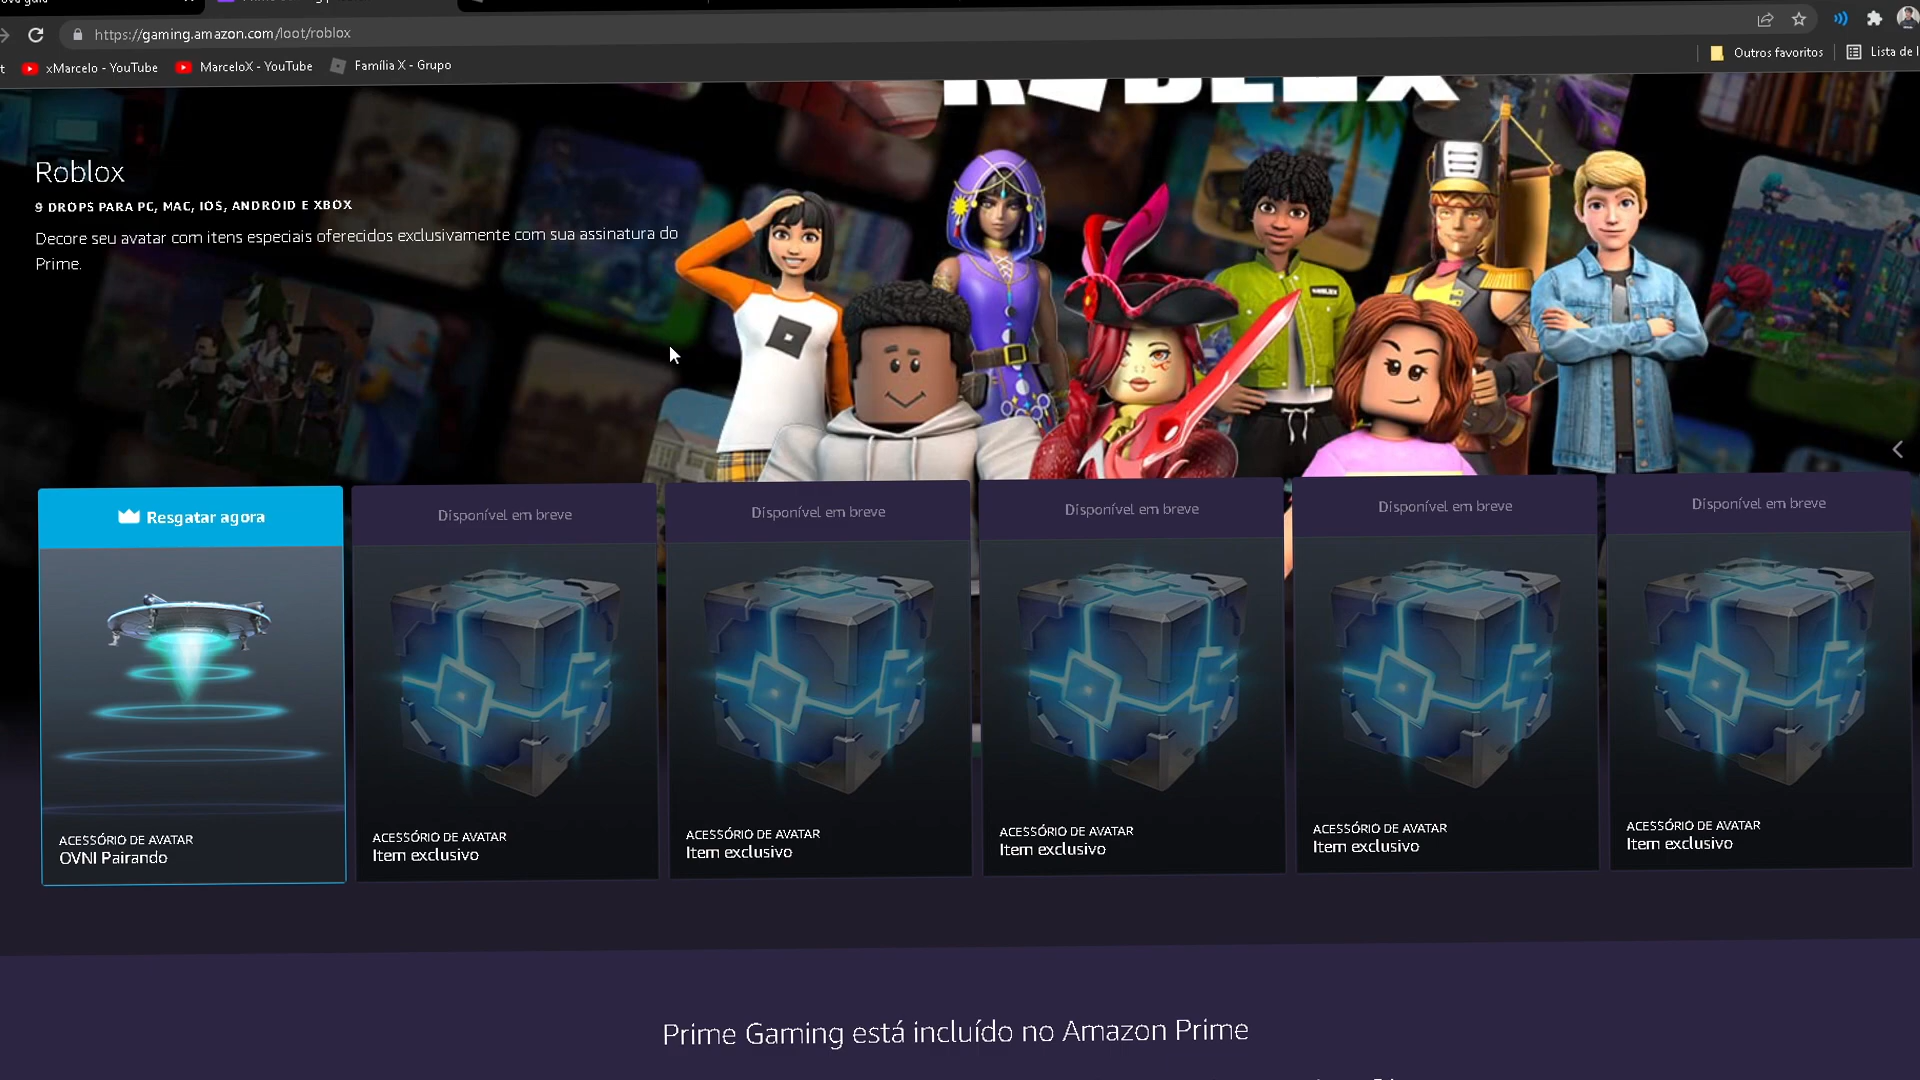 https://gaming.amazon.com/loot/roblox
xMarcelo - YouTube
MarceloX - YouTube
Família X - Grupo
Outros favoritos
Lista de
ROBLOX
Roblox
9 DROPS PARA PC, MAC, IOS, ANDROID E XBOX
Decore seu avatar com itens especiais oferecidos exclusivamente com sua assinatura do
Prime.
Resgatar agora
Disponível em breve
Disponível em breve
Disponível em breve
Disponível em breve
Disponível em breve
ACESSÓRIO DE AVATAR
OVNI Pairando
ACESSÓRIO DE AVATAR
Item exclusivo
ACESSÓRIO DE AVATAR
Item exclusivo
ACESSÓRIO DE AVATAR
Item exclusivo
ACESSÓRIO DE AVATAR
Item exclusivo
ACESSÓRIO DE AVATAR
Item exclusivo
Prime Gaming está incluído no Amazon Prime